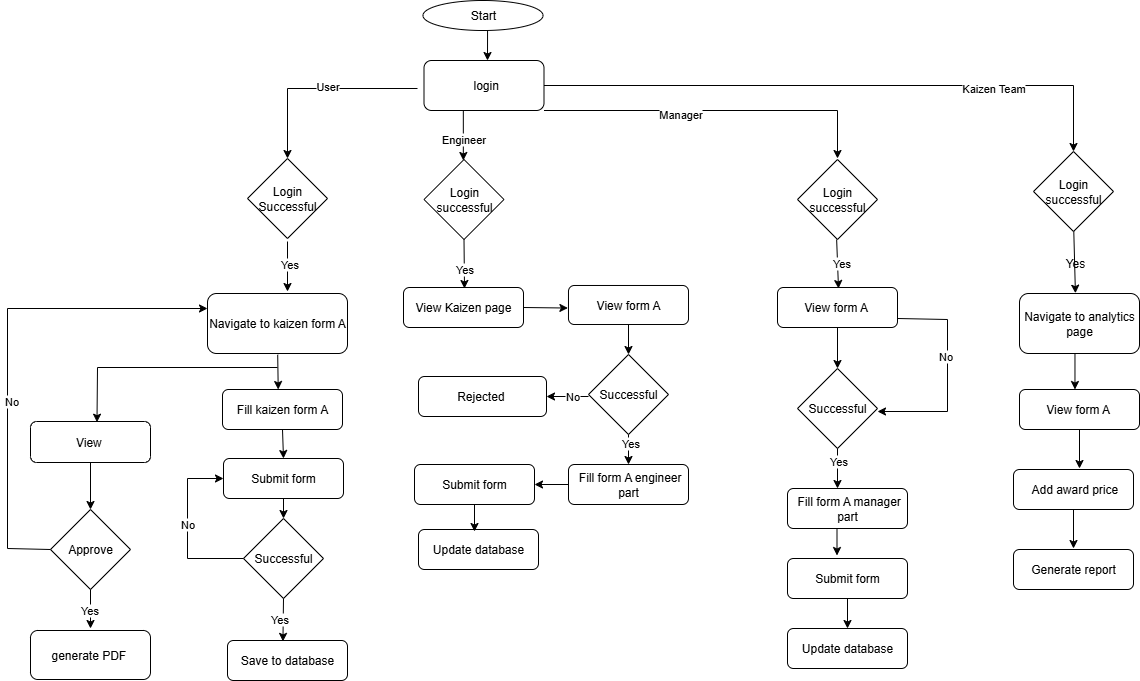 Start
login
User
Kaizen Team
Manager
Engineer
Login
Successful
Login
successful
Login
successful
Login
successful
Yes
Yes
Yes
Yes
Navigate to kaizen form A
View Kaizen page
View form A
View form A
Navigate to analytics
page
No
No
Fill kaizen form A
Rejected
No
Successful
Successful
View form A
View
Yes
Yes
Submit form
Submit form
Fill form A engineer
part
Fill form A manager
part
Add award price
No
Approve
Successful
Update database
Submit form
Generate report
Yes
Yes
generate PDF
Save to database
Update database